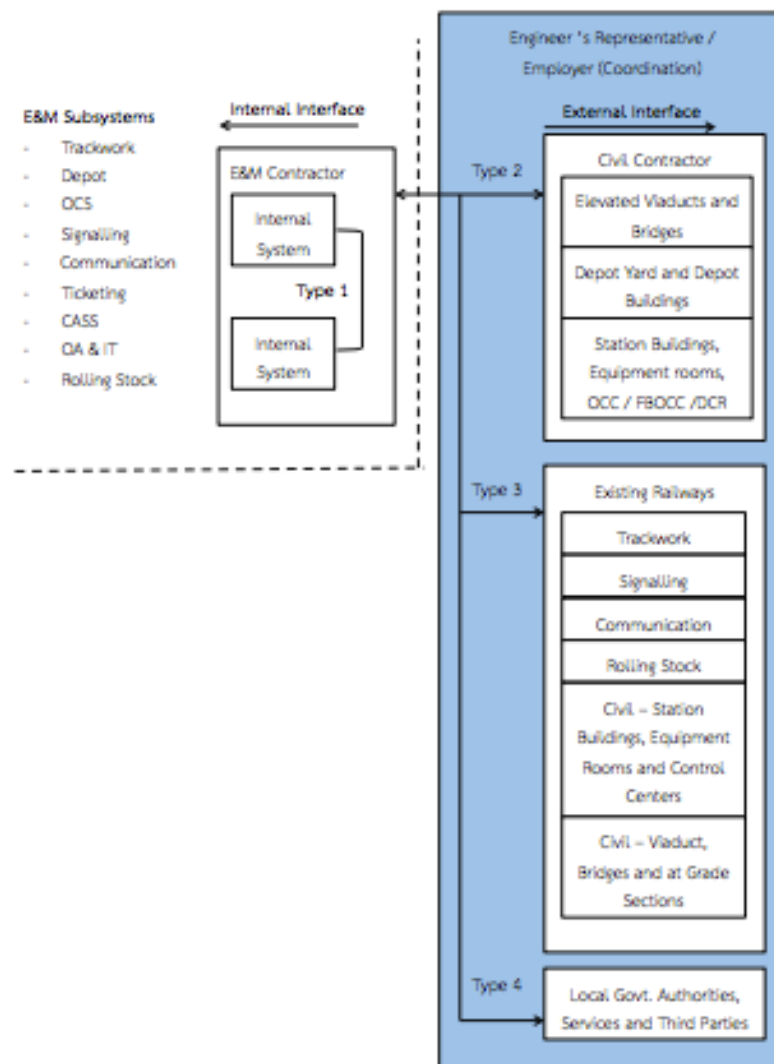 Engineer 's Representative /
Employer (Coordination)
E&M Subsystems
- Trackwork
- Depot
- OCS
- Signalling
- Communication
- Ticketing
- CASS
- OA & IT
- Rolling Stock
Internal Interface
E&M Contractor
Internal
System
Type 1
Internal
System
External Interface
Type 2
Civil Contractor
Elevated Viaducts and
Bridges
Depot Yard and Depot
Buildings
Station Buildings,
Equipment rooms,
OCC / FBOCC /DCR
Type 3
Existing Railways
Trackwork
Signalling
Communication
Rolling Stock
Civil – Station
Buildings, Equipment
Rooms and Control
Centers
Civil – Viaduct,
Bridges and at Grade
Sections
Type 4
Local Govt. Authorities,
Services and Third Parties